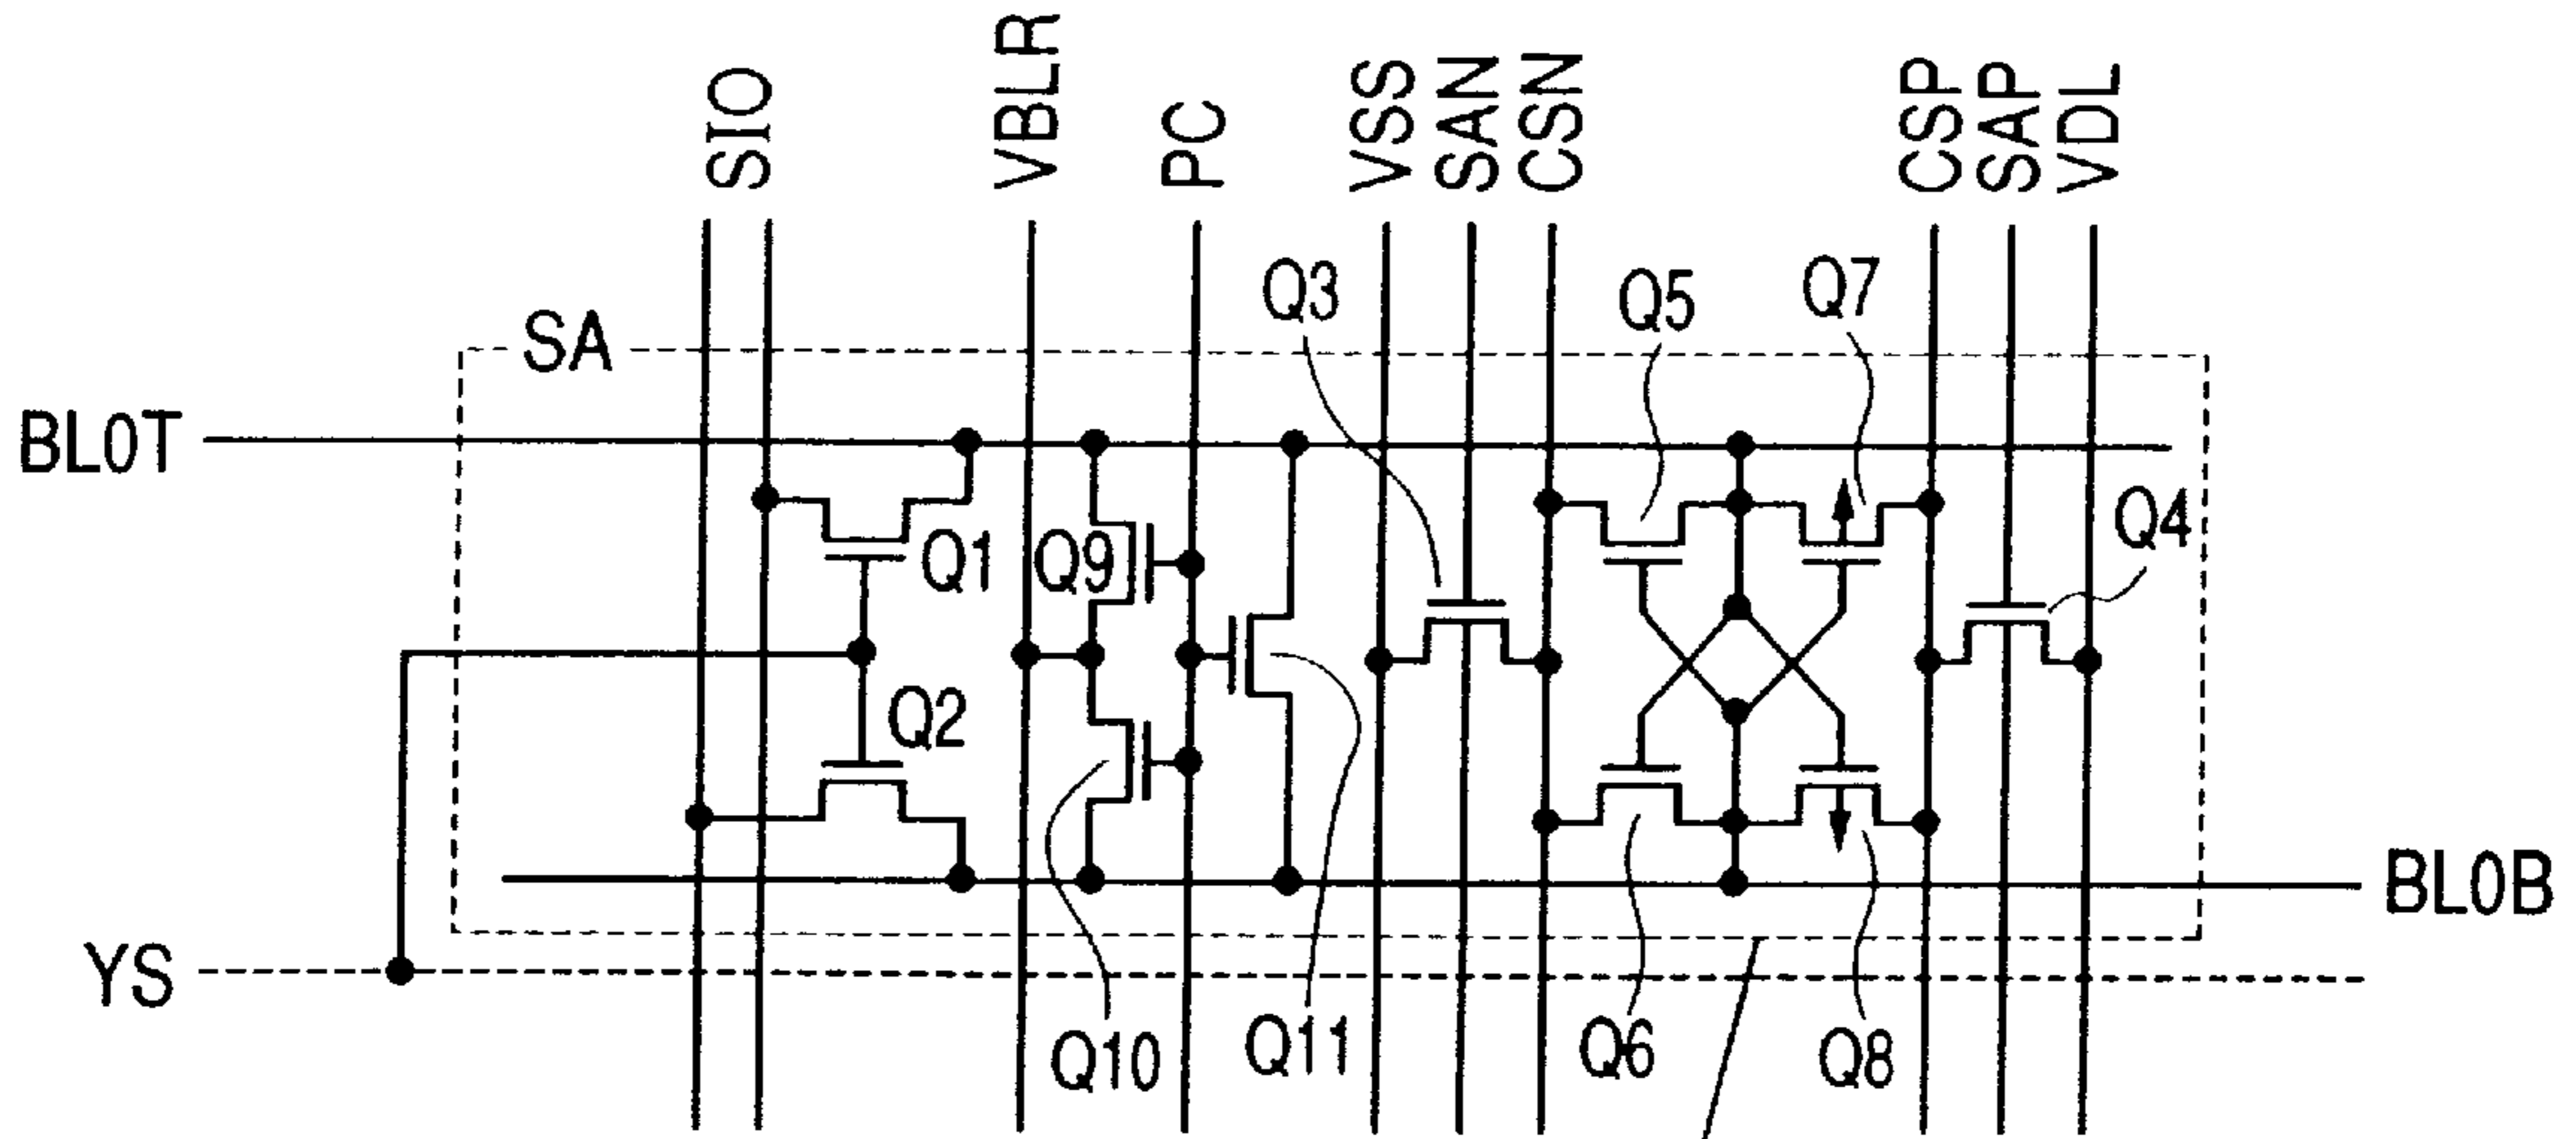 SIO
VBLR
PC
VSS
SAN
CSN
CSP
SAP
VDL
Q3
Q5
Q7
SA
BL0T
Q4
Q1
Q9
Q2
BL0B
YS
Q10
Q11
Q6
Q8